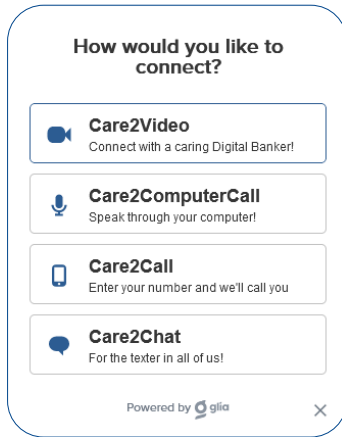 How would you like to
connect?
Care2Video
Connect with a caring Digital Banker!
Care2ComputerCall
Speak through your computer!
Care2Call
Enter your number and we'll call you
Care2Chat
For the texter in all of us!
Powered by glia